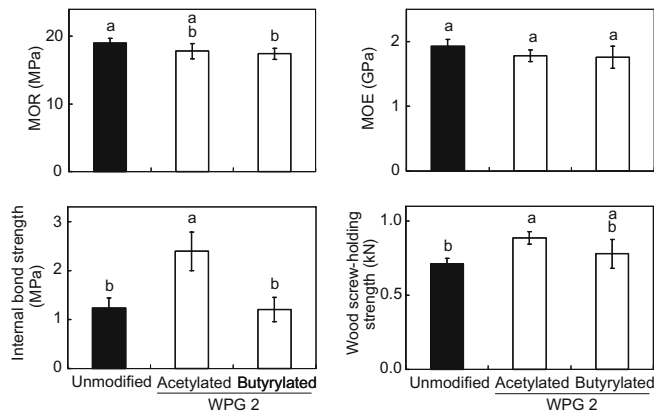 MOR (MPa)
20
10
0
a
a
b
b
MOE (GPa)
2
1
0
a
a
a
Internal bond strength
(MPa)
3
2
1
0
b
a
b
Unmodified
Acetylated
Butyrylated
WPG 2
Wood screw-holding
strength (kN)
1.0
0.5
0.0
b
a
a
b
Unmodified
Acetylated
Butyrylated
WPG 2